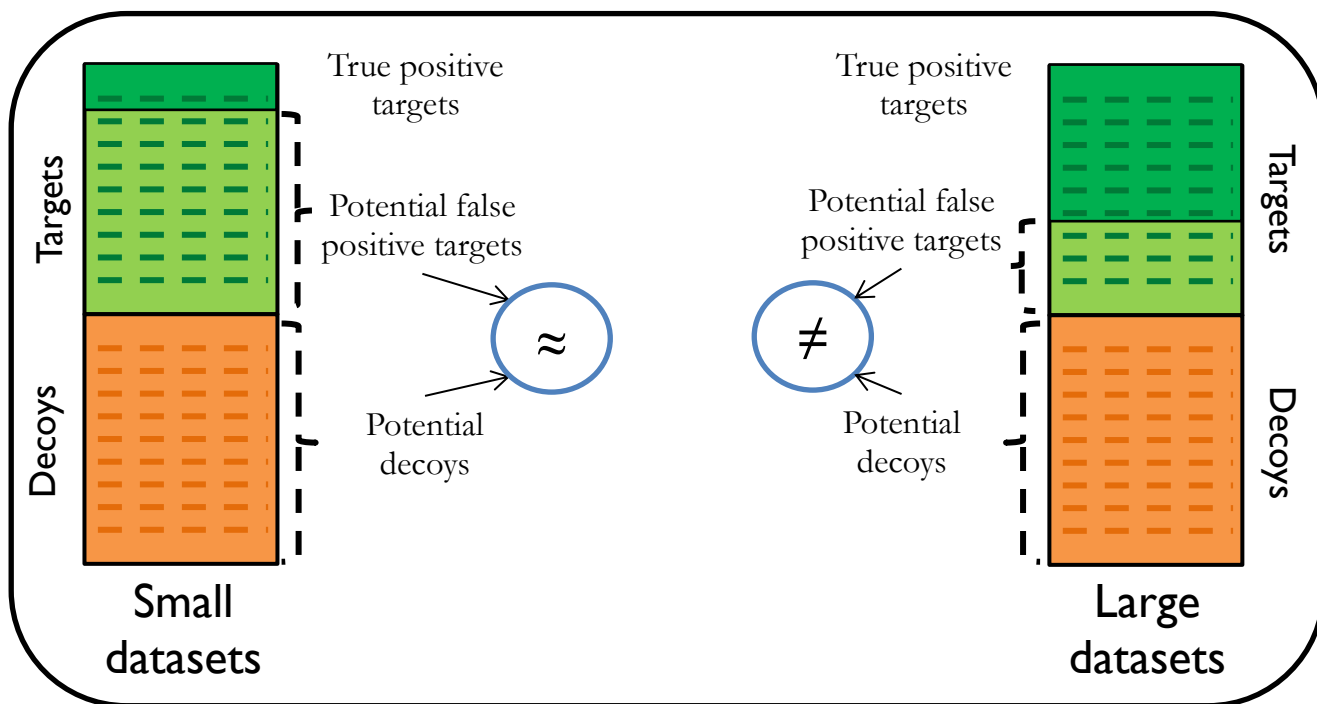 True positive
targets
Targets
Potential false
positive targets
≈
Decoys
Potential
decoys
Small
datasets
True positive
targets
Targets
Potential false
positive targets
≠
Potential
decoys
Decoys
Large
datasets